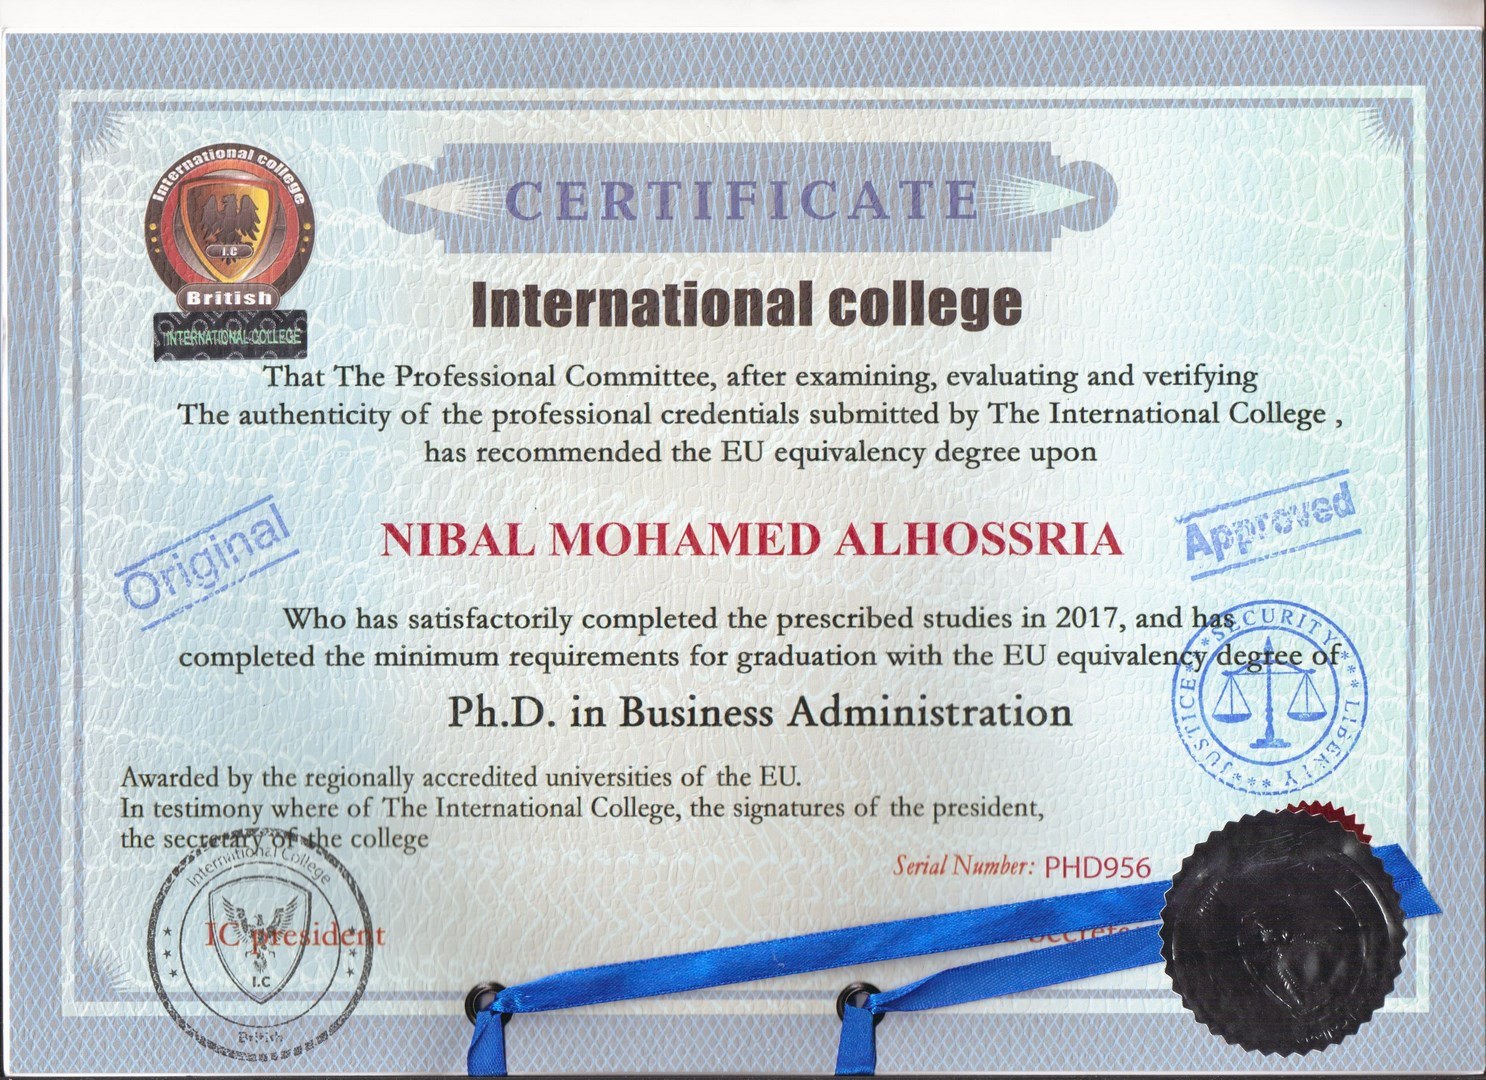 International college
I.C
British
INTERNATIONAL COLLEGE
CERTIFICATE
International college
That The Professional Committee, after examining, evaluating and verifying
The authenticity of the professional credentials submitted by The International College ,
has recommended the EU equivalency degree upon
Original
Approved
NIBAL MOHAMED ALHOSSRIA
Who has satisfactorily completed the prescribed studies in 2017, and has
completed the minimum requirements for graduation with the EU equivalency degree of
Ph.D. in Business Administration
JUSTICE *** SECURITY *** LIBERTY ***
Awarded by the regionally accredited universities of the EU.
In testimony where of The International College, the signatures of the president,
the secretary of the college
Serial Number: PHD956
International College
IC president
I.C
British